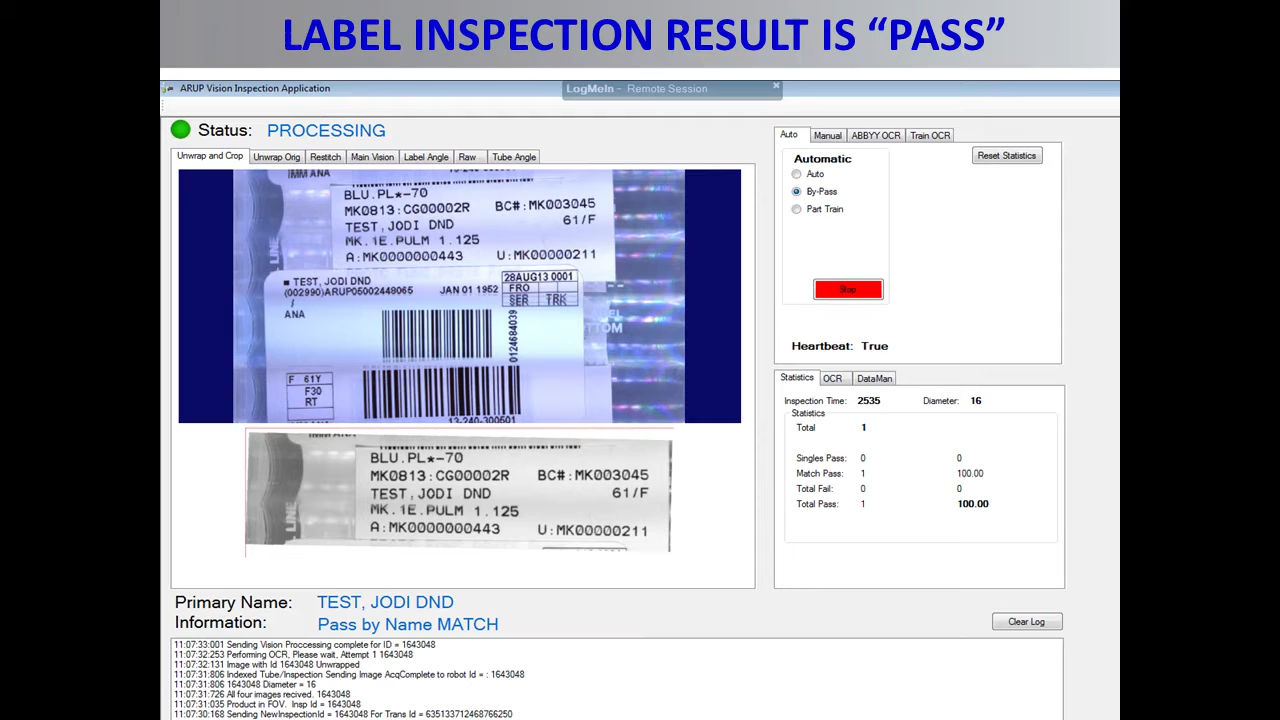 LABEL INSPECTION RESULT IS “PASS”
ARUP Vision Inspection Application
LogMeIn - Remote Session
Status: PROCESSING
Unwrap and Crop Unwrap Orig Restitch Main Vision Label Angle Raw Tube Angle
IMM ANA
BLU.PL*-70
MK0813:CG00002R BC#:MK003045
TEST,JODI DND 61/F
MK.1E.PULM 1.125
A:MK0000000443 U:MK00000211
LINE
TEST, JODI DND
28AUG13 0001
(002990)ARUP05002448065 JAN 01 1952
FRO
SER TRK
/
ANA
0124684039
F 61Y
F30
RT
13-240-300501
BLU.PL*-70
MK0813:CG00002R BC#:MK003045
TEST,JODI DND 61/F
MK.1E.PULM 1.125
A:MK0000000443 U:MK00000211
LINE
Auto Manual ABBYY OCR Train OCR
Automatic
Auto
By-Pass
Part Train
Reset Statistics
Stop
Heartbeat: True
Statistics OCR DataMan
Inspection Time: 2535 Diameter: 16
Statistics
Total 1
Singles Pass: 0 0
Match Pass: 1 100.00
Total Fail: 0 0
Total Pass: 1 100.00
Primary Name: TEST, JODI DND
Information: Pass by Name MATCH
Clear Log
11:07:33:001 Sending Vision Proccessing complete for ID = 1643048
11:07:32:253 Performing OCR, Please wait, Attempt 1 1643048
11:07:32:131 Image with Id 1643048 Unwrapped
11:07:31:806 Indexed Tube/Inspection Sending Image AcqComplete to robot Id = : 1643048
11:07:31:806 1643048 Diameter = 16
11:07:31:726 All four images recived. 1643048
11:07:31:035 Product in FOV. Insp Id = 1643048
11:07:30:168 Sending NewInspectionId = 1643048 For Trans Id = 635133712468766250